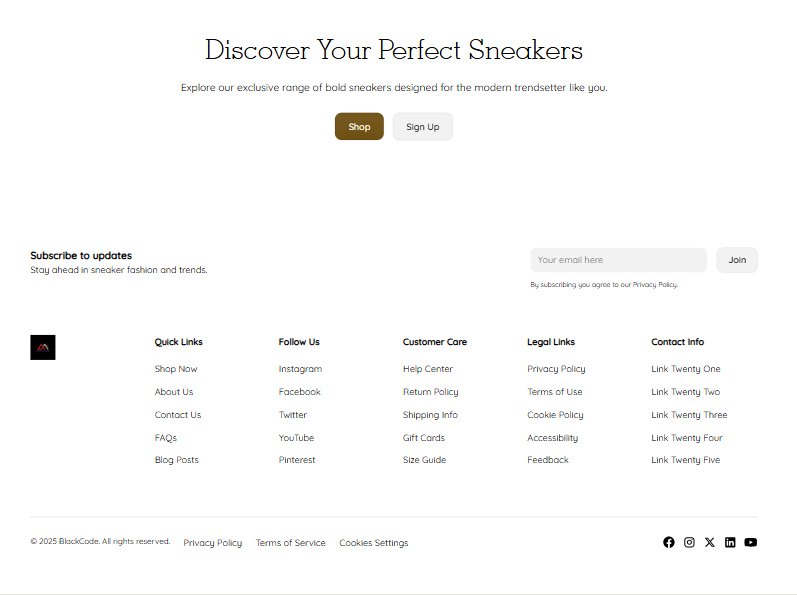 Discover Your Perfect Sneakers
Explore our exclusive range of bold sneakers designed for the modern trendsetter like you.
Shop
Sign Up
Subscribe to updates
Stay ahead in sneaker fashion and trends.
Your email here
Join
By subscribing you agree to our Privacy Policy.
Quick Links
Shop Now
About Us
Contact Us
FAQs
Blog Posts
Follow Us
Instagram
Facebook
Twitter
YouTube
Pinterest
Customer Care
Help Center
Return Policy
Shipping Info
Gift Cards
Size Guide
Legal Links
Privacy Policy
Terms of Use
Cookie Policy
Accessibility
Feedback
Contact Info
Link Twenty One
Link Twenty Two
Link Twenty Three
Link Twenty Four
Link Twenty Five
© 2025 BlackCode. All rights reserved.
Privacy Policy
Terms of Service
Cookies Settings